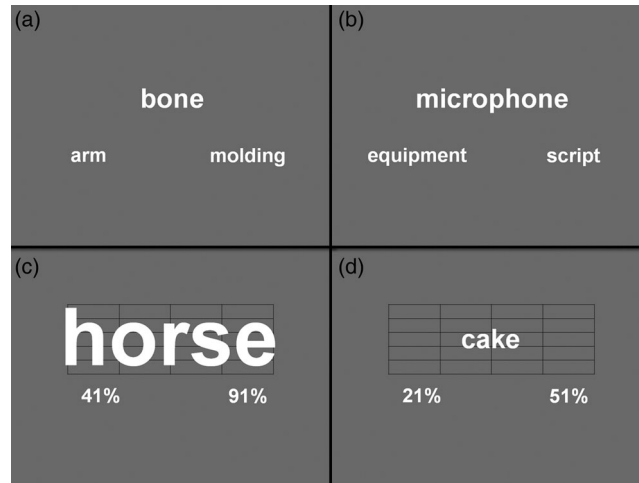 (a)
bone
arm molding
(b)
microphone
equipment script
(c)
horse
41% 91%
(d)
cake
21% 51%